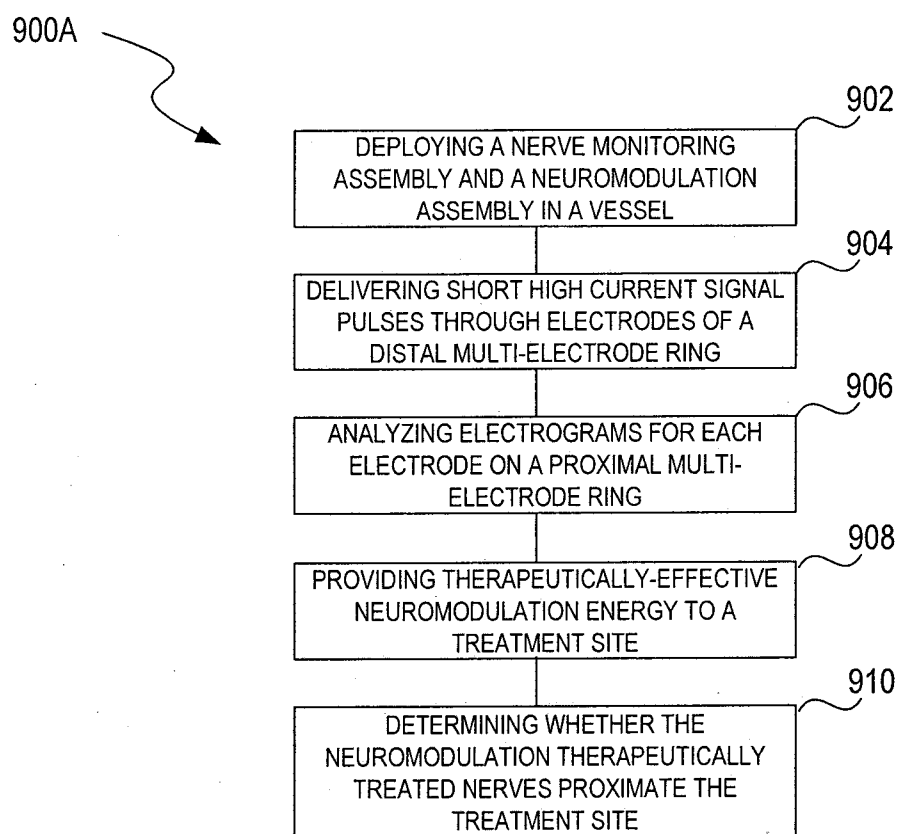 900A
902
DEPLOYING A NERVE MONITORING
ASSEMBLY AND A NEUROMODULATION
ASSEMBLY IN A VESSEL
904
DELIVERING SHORT HIGH CURRENT SIGNAL
PULSES THROUGH ELECTRODES OF A
DISTAL MULTI-ELECTRODE RING
906
ANALYZING ELECTROGRAMS FOR EACH
ELECTRODE ON A PROXIMAL MULTI-
ELECTRODE RING
908
PROVIDING THERAPEUTICALLY-EFFECTIVE
NEUROMODULATION ENERGY TO A
TREATMENT SITE
910
DETERMINING WHETHER THE
NEUROMODULATION THERAPEUTICALLY
TREATED NERVES PROXIMATE THE
TREATMENT SITE